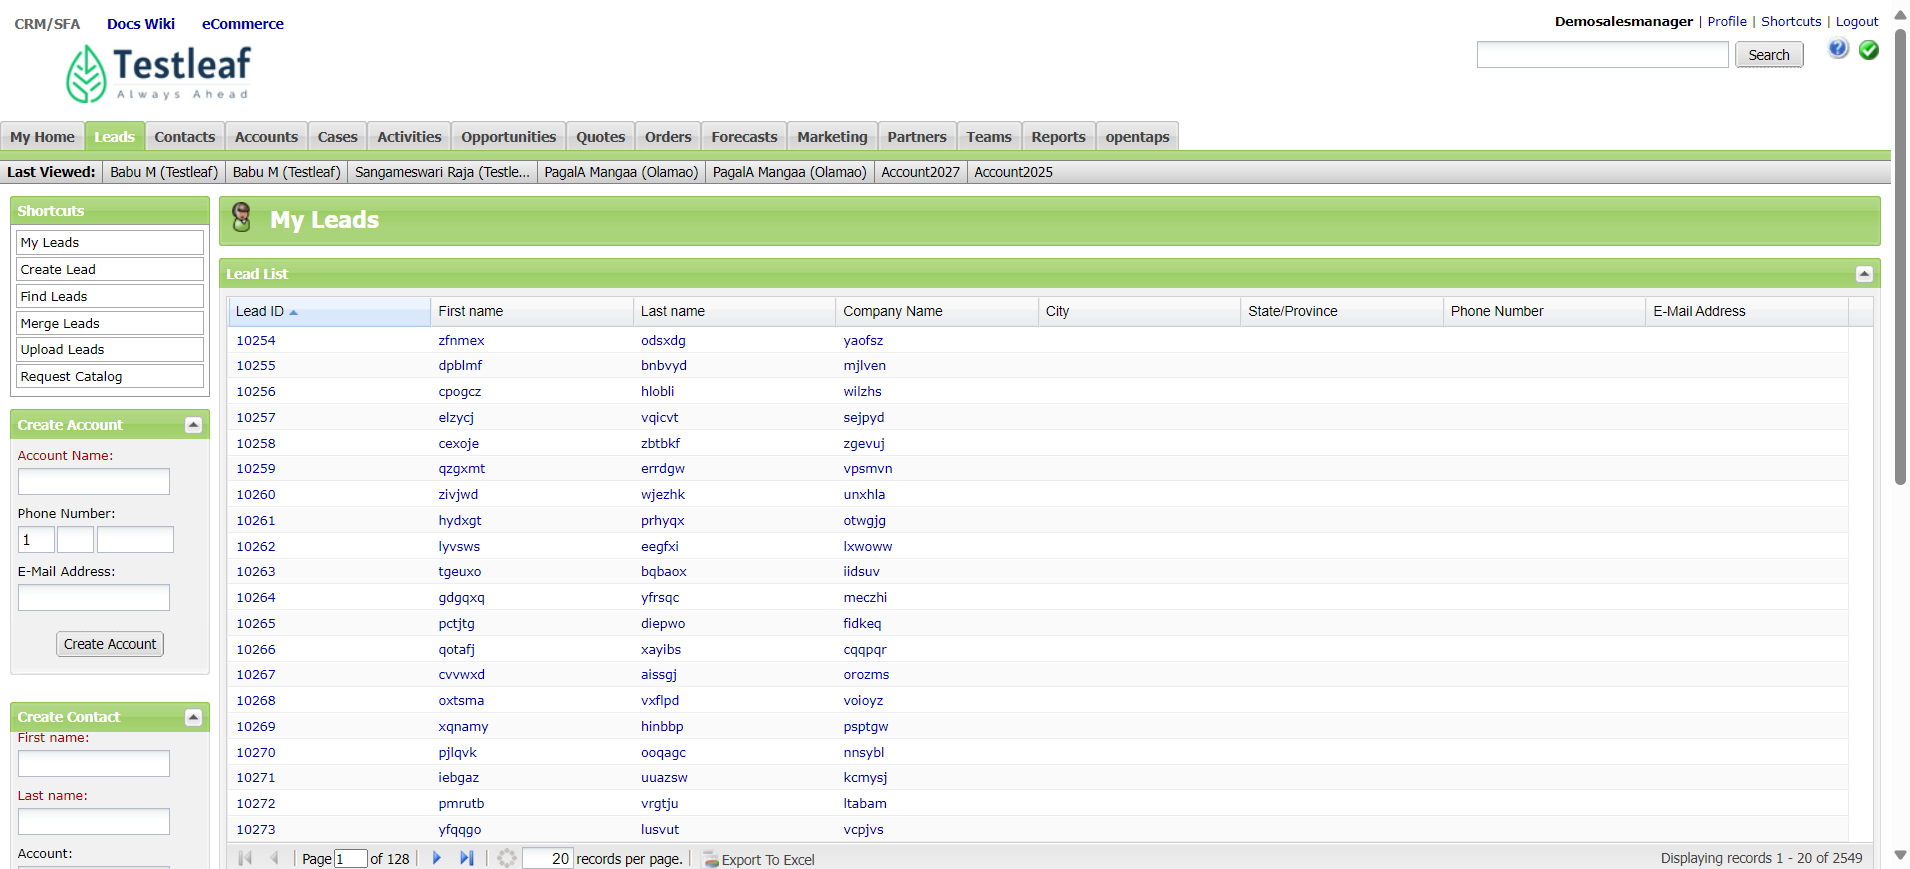 CRM/SFA Docs Wiki eCommerce
Demosalesmanager | Profile | Shortcuts | Logout
Testleaf
Always Ahead
Search
My Home Leads Contacts Accounts Cases Activities Opportunities Quotes Orders Forecasts Marketing Partners Teams Reports opentaps
Last Viewed: Babu M (Testleaf) Babu M (Testleaf) Sangameswari Raja (Testle... PagalA Mangaa (Olamao) PagalA Mangaa (Olamao) Account2027 Account2025
Shortcuts
My Leads
Create Lead
Find Leads
Merge Leads
Upload Leads
Request Catalog
Create Account
Account Name:
Phone Number:
1
E-Mail Address:
Create Account
Create Contact
First name:
Last name:
Account:
My Leads
Lead List
Lead ID First name Last name Company Name City State/Province Phone Number E-Mail Address
10254 zfnmex odsxdg yaofsz
10255 dpblmf bnbvyd mjlven
10256 cpogcz hlobli wilzhs
10257 elzycj vqicvt sejpyd
10258 cexoje zbtbkf zgevuj
10259 qzgxmt errdgw vpsmvn
10260 zivjwd wjezhk unxhla
10261 hydxgt prhyqx otwgjg
10262 lyvsws eegfxi lxwoww
10263 tgeuxo bqbaox iidsuv
10264 gdgqxq yfrsqc meczhi
10265 pctjtg diepwo fidkeq
10266 qotafj xayibs cqqpqr
10267 cvvwxd aissgj orozms
10268 oxtsma vxflpd voioyz
10269 xqnamy hinbbp psptgw
10270 pjlqvk ooqagc nnsybl
10271 iebgaz uuazsw kcmysj
10272 pmrutb vrgtju ltabam
10273 yfqqgo lusvut vcpjvs
Page 1 of 128 20 records per page. Export To Excel Displaying records 1 - 20 of 2549